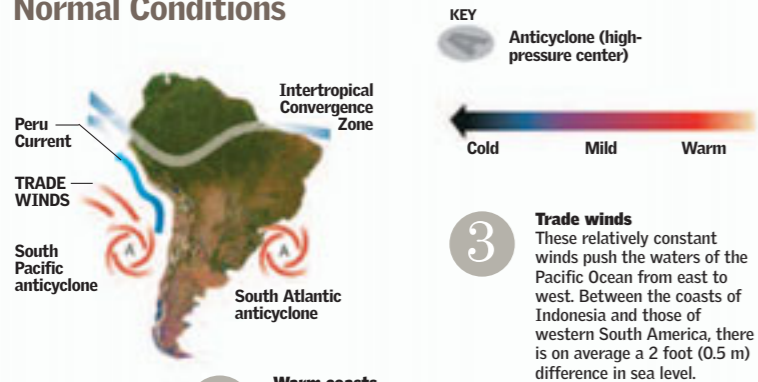 Normal Conditions
Peru
Current
TRADE
WINDS
South
Pacific
anticyclone
Intertropical
Convergence
Zone
A
A
South Atlantic
anticyclone
KEY
A
Anticyclone (high-
pressure center)
Cold Mild Warm
3
Trade winds
These relatively constant
winds push the waters of the
Pacific Ocean from east to
west. Between the coasts of
Indonesia and those of
western South America, there
is on average a 2 foot (0.5 m)
difference in sea level.
Warm coasts